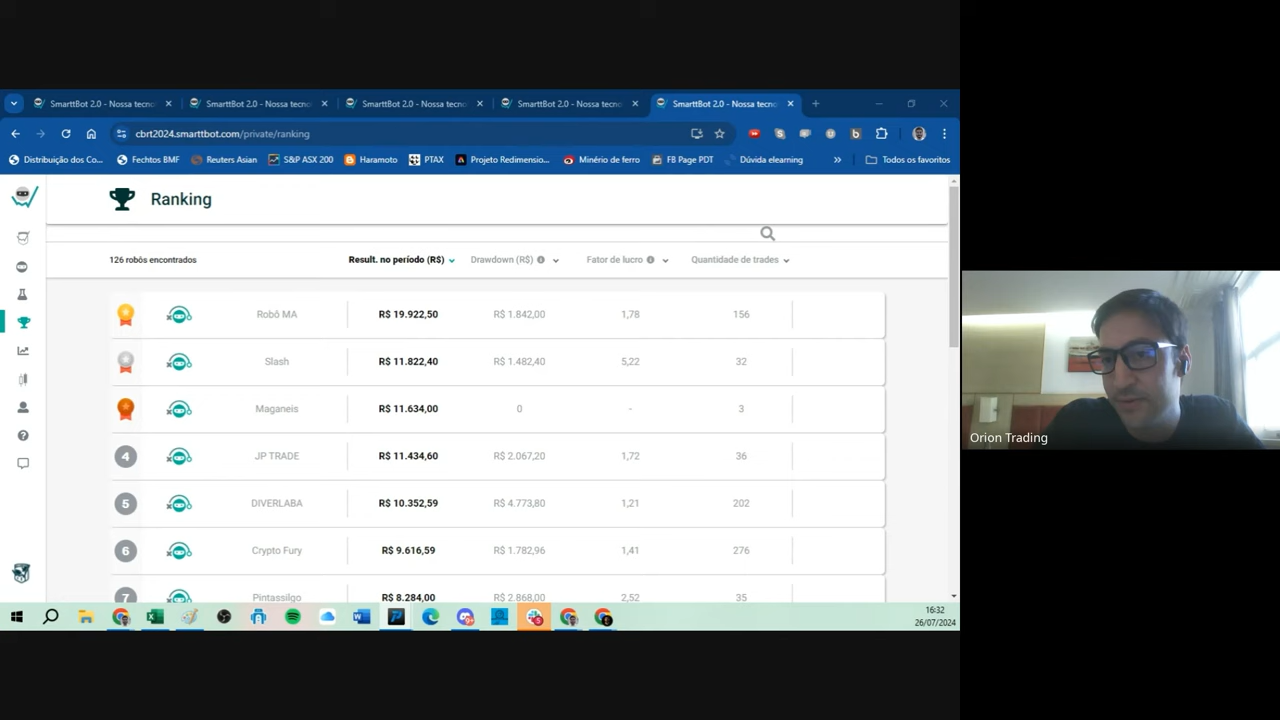 SmarttBot 2.0 - Nossa tecno
SmarttBot 2.0 - Nossa tecno
SmarttBot 2.0 - Nossa tecno
SmarttBot 2.0 - Nossa tecno
SmarttBot 2.0 - Nossa tecno
cbrt2024.smarttbot.com/private/ranking
Distribuição dos Co...
Fechtos BMF
Reuters Asian
S&P ASX 200
Haramoto
PTAX
Projeto Redimensio...
Minério de ferro
FB Page PDT
Dúvida elearning
»
Todos os favoritos
Ranking
126 robôs encontrados
Result. no período (R$)
Drawdown (R$)
Fator de lucro
Quantidade de trades
Robô MA R$ 19.922,50 R$ 1.842,00 1,78 156
Slash R$ 11.822,40 R$ 1.482,40 5,22 32
Maganeis R$ 11.634,00 0 - 3
4 JP TRADE R$ 11.434,60 R$ 2.067,20 1,72 36
5 DIVERLABA R$ 10.352,59 R$ 4.773,80 1,21 202
6 Crypto Fury R$ 9.616,59 R$ 1.782,96 1,41 276
7 Pintassilgo R$ 8.284,00 R$ 2.868,00 2,52 35
Orion Trading
16:32
26/07/2024